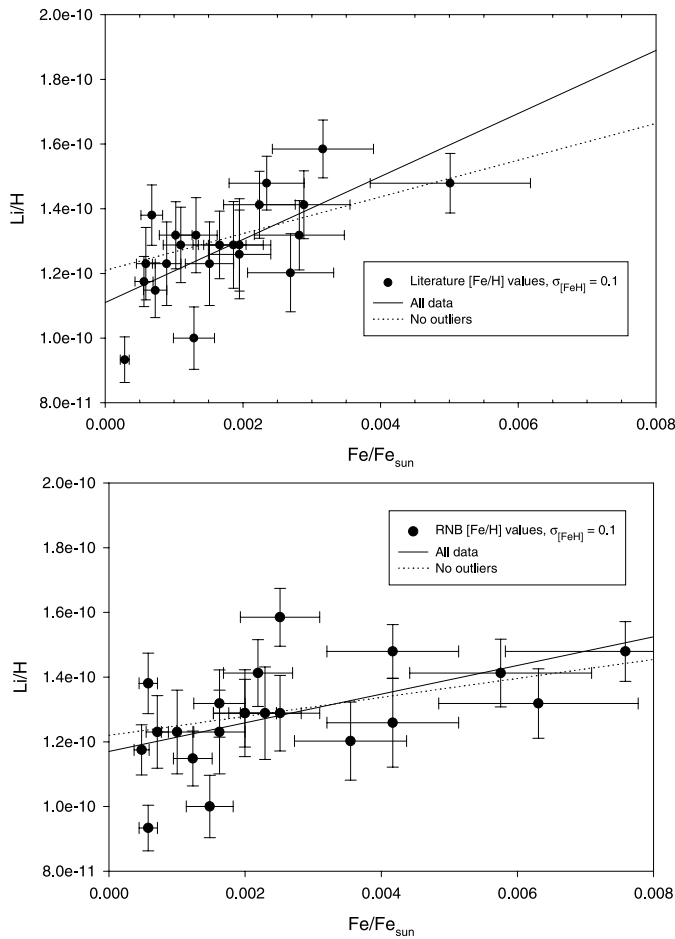 2.0e-10
1.8e-10
1.6e-10
1.4e-10
1.2e-10
1.0e-10
8.0e-11
Li/H
Literature [Fe/H] values, σ[FeH] = 0.1
All data
No outliers
0.000 0.002 0.004 0.006 0.008
Fe/Fesun
2.0e-10
1.8e-10
1.6e-10
1.4e-10
1.2e-10
1.0e-10
8.0e-11
Li/H
RNB [Fe/H] values, σ[FeH] = 0.1
All data
No outliers
0.000 0.002 0.004 0.006 0.008
Fe/Fesun